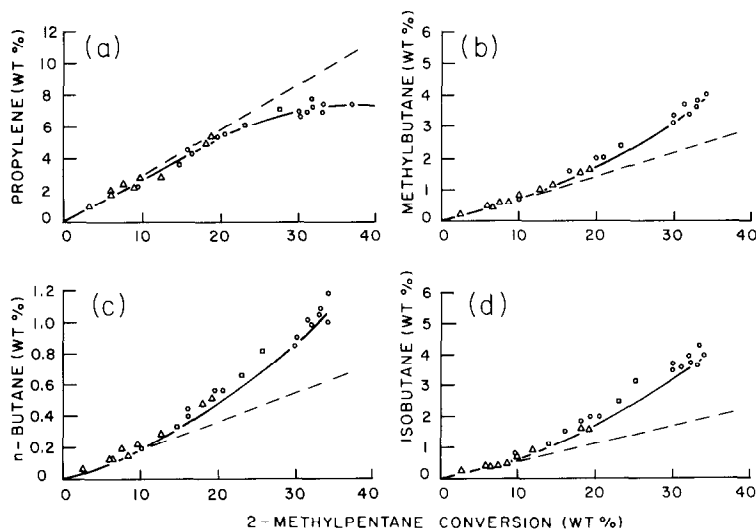 (a)
PROPYLENE (WT %)
12
10
8
6
4
2
0
0 10 20 30 40
(b)
METHYLBUTANE (WT %)
6
5
4
3
2
1
0
0 10 20 30 40
(c)
n-BUTANE (WT %)
1.2
1.0
0.8
0.6
0.4
0.2
0
0 10 20 30 40
(d)
ISOBUTANE (WT %)
6
5
4
3
2
1
0
0 10 20 30 40
2-METHYLPENTANE CONVERSION (WT %)